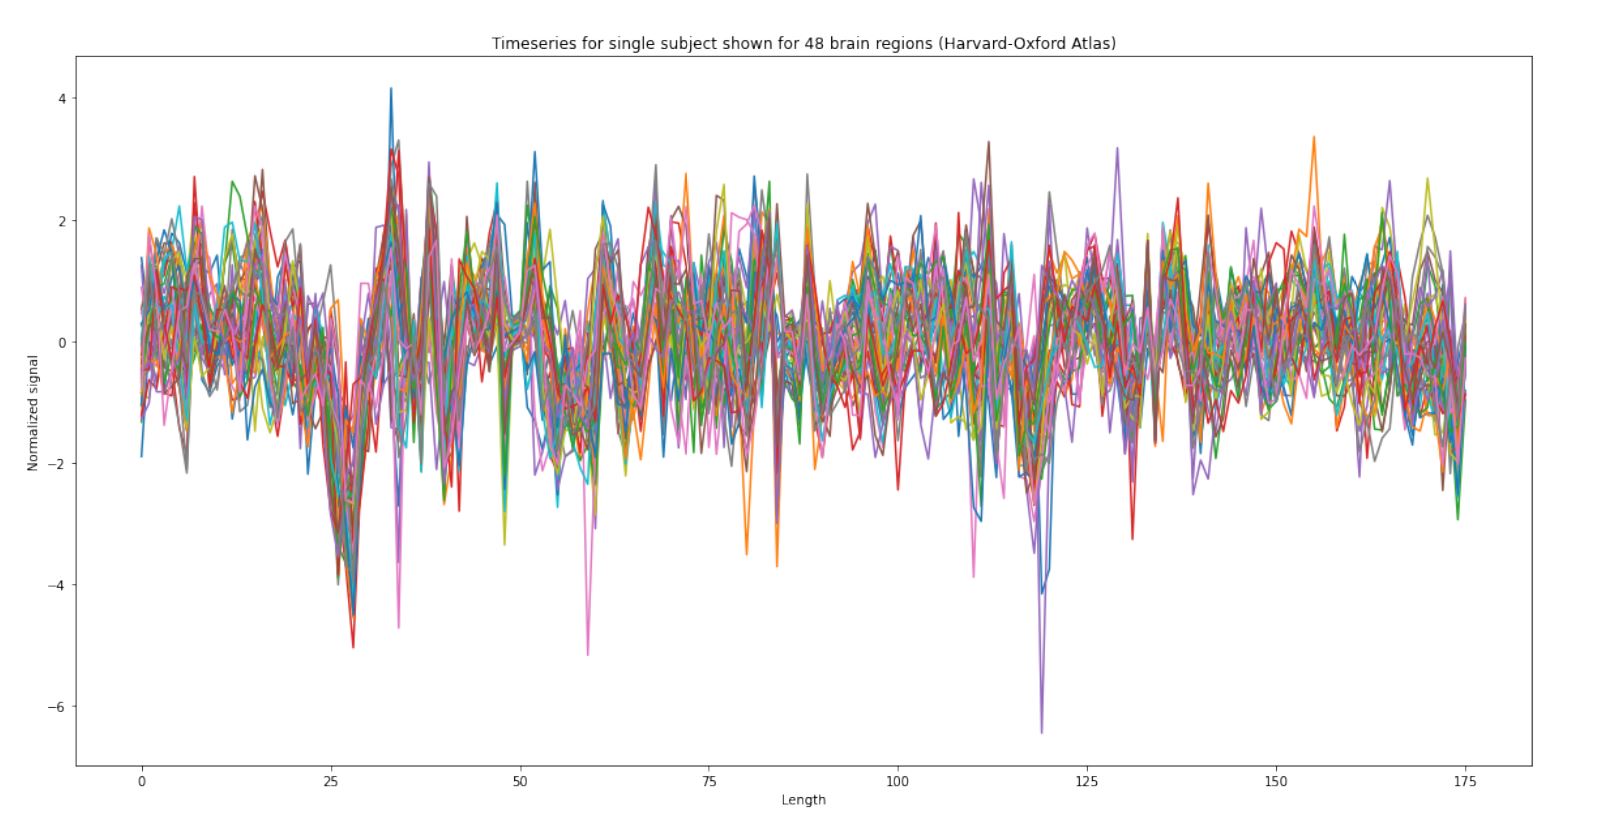 Timeseries for single subject shown for 48 brain regions (Harvard-Oxford Atlas)
4
2
0
−2
−4
−6
Normalized signal
0 25 50 75 100 125 150 175
Length